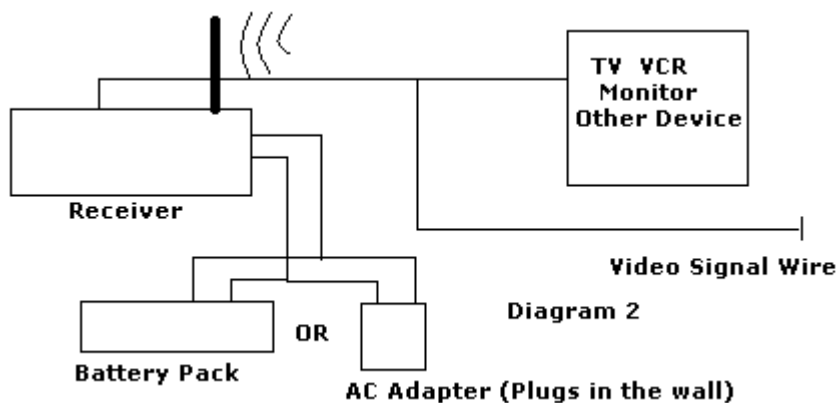 TV VCR
Monitor
Other Device
Receiver
Video Signal Wire
Diagram 2
OR
Battery Pack
AC Adapter (Plugs in the wall)